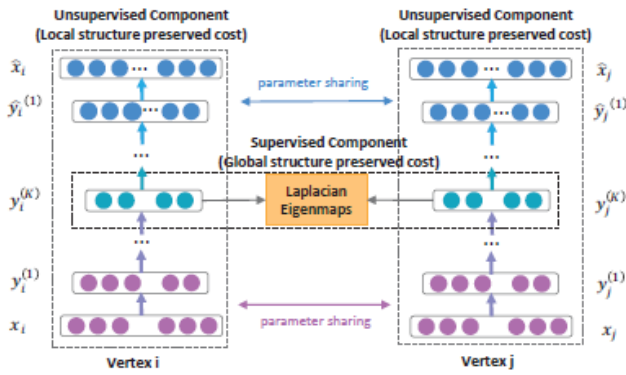 Unsupervised Component
(Local structure preserved cost)
Unsupervised Component
(Local structure preserved cost)
x̂ᵢ
x̂ⱼ
parameter sharing
ŷᵢ⁽¹⁾
ŷⱼ⁽¹⁾
...
Supervised Component
(Global structure preserved cost)
...
yᵢ⁽ᴷ⁾
Laplacian
Eigenmaps
yⱼ⁽ᴷ⁾
...
...
yᵢ⁽¹⁾
yⱼ⁽¹⁾
xᵢ
parameter sharing
xⱼ
Vertex i
Vertex j